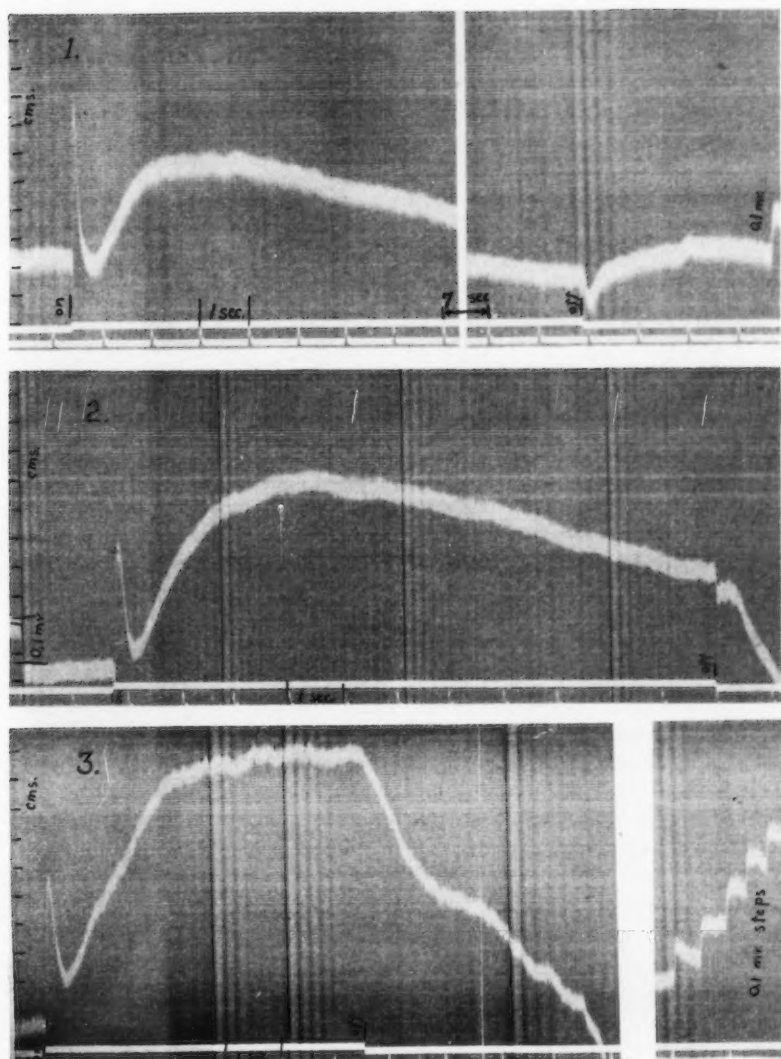 1.
cms.
on
1 sec.
7 sec
off
0.1 mv.
2.
cms.
0.1 mv
1 sec.
off
3.
cms.
off
0.1 mv. steps